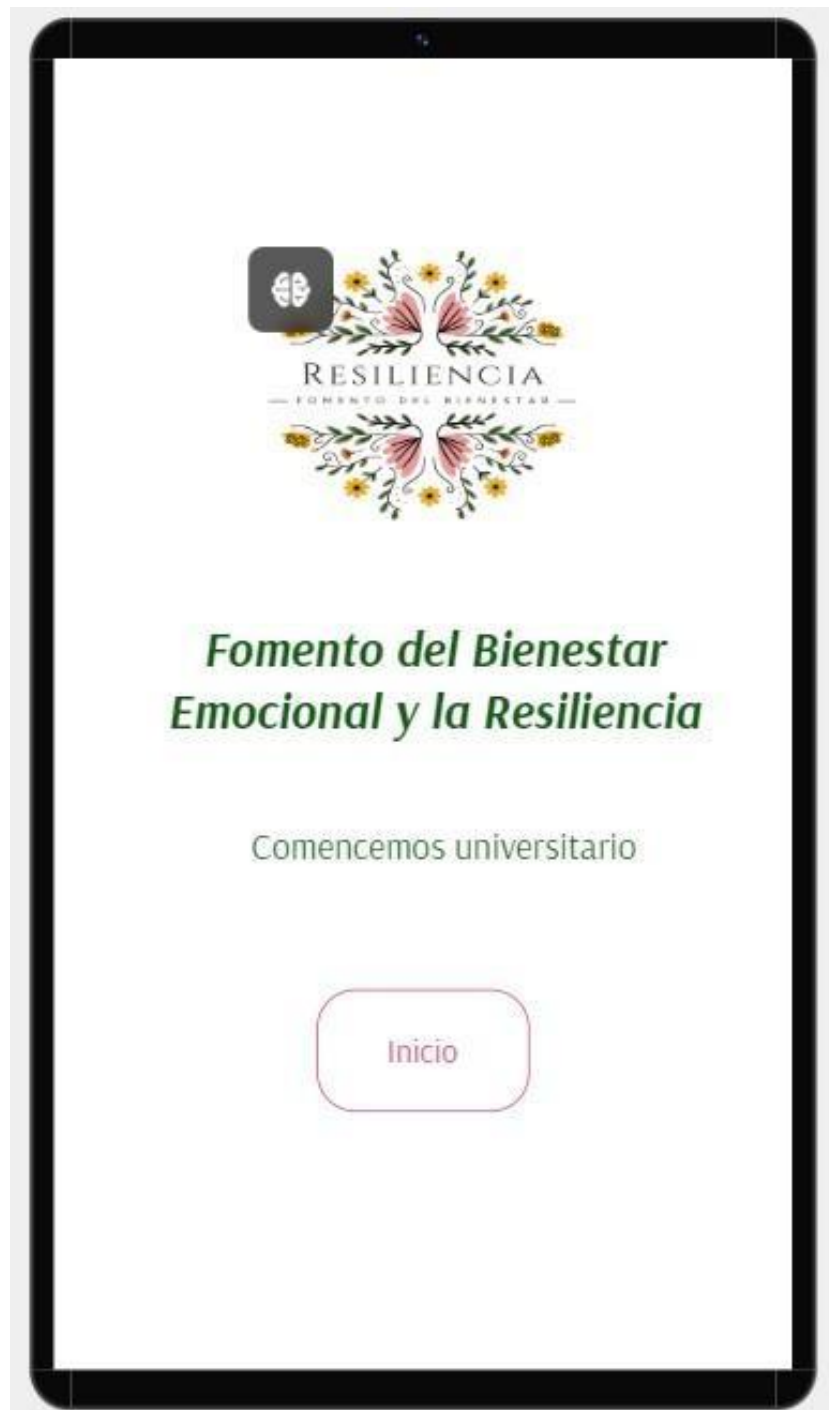 RESILIENCIA
FOMENTO DEL BIENESTAR
Fomento del Bienestar
Emocional y la Resiliencia
Comencemos universitario
Inicio